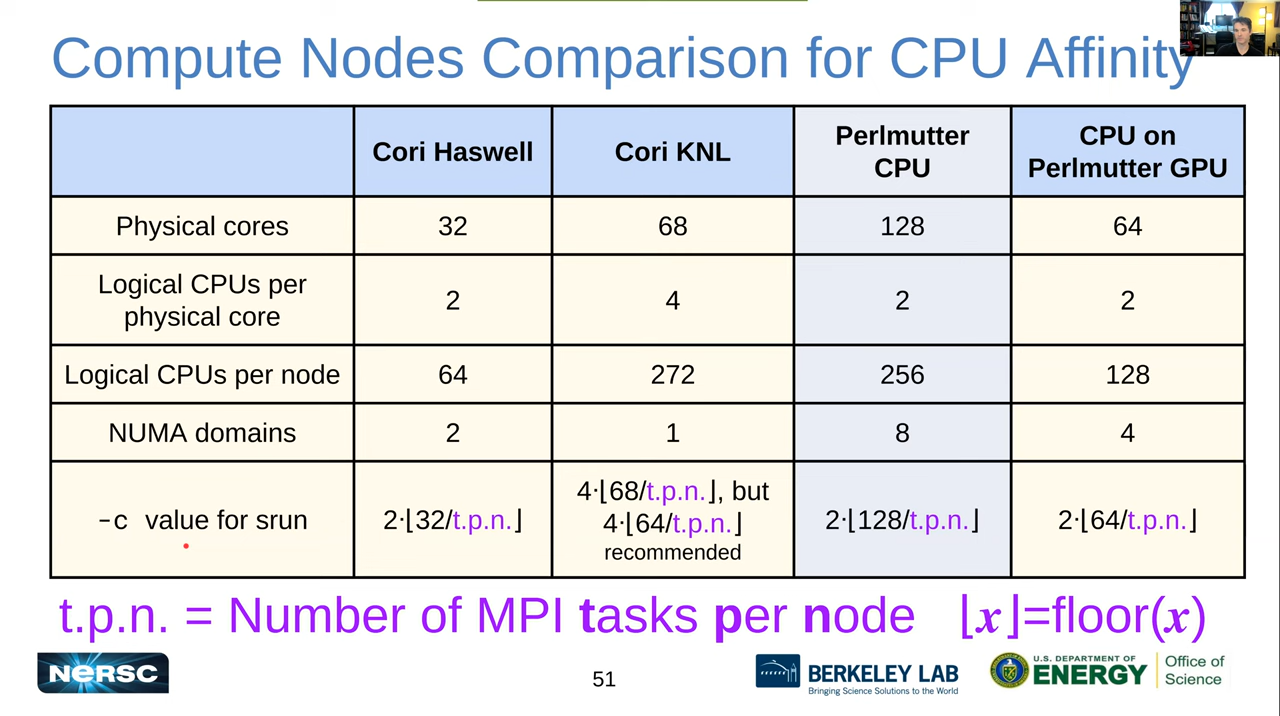 Compute Nodes Comparison for CPU Affinity
Cori Haswell
Cori KNL
Perlmutter
CPU
CPU on
Perlmutter GPU
Physical cores
32
68
128
64
Logical CPUs per
physical core
2
4
2
2
Logical CPUs per node
64
272
256
128
NUMA domains
2
1
8
4
-c value for srun
2·⌊32/t.p.n.⌋
4·⌊68/t.p.n.⌋, but
4·⌊64/t.p.n.⌋
recommended
2·⌊128/t.p.n.⌋
2·⌊64/t.p.n.⌋
t.p.n. = Number of MPI tasks per node ⌊x⌋=floor(x)
NERSC
51
BERKELEY LAB
Bringing Science Solutions to the World
U.S. DEPARTMENT OF
ENERGY
Office of
Science